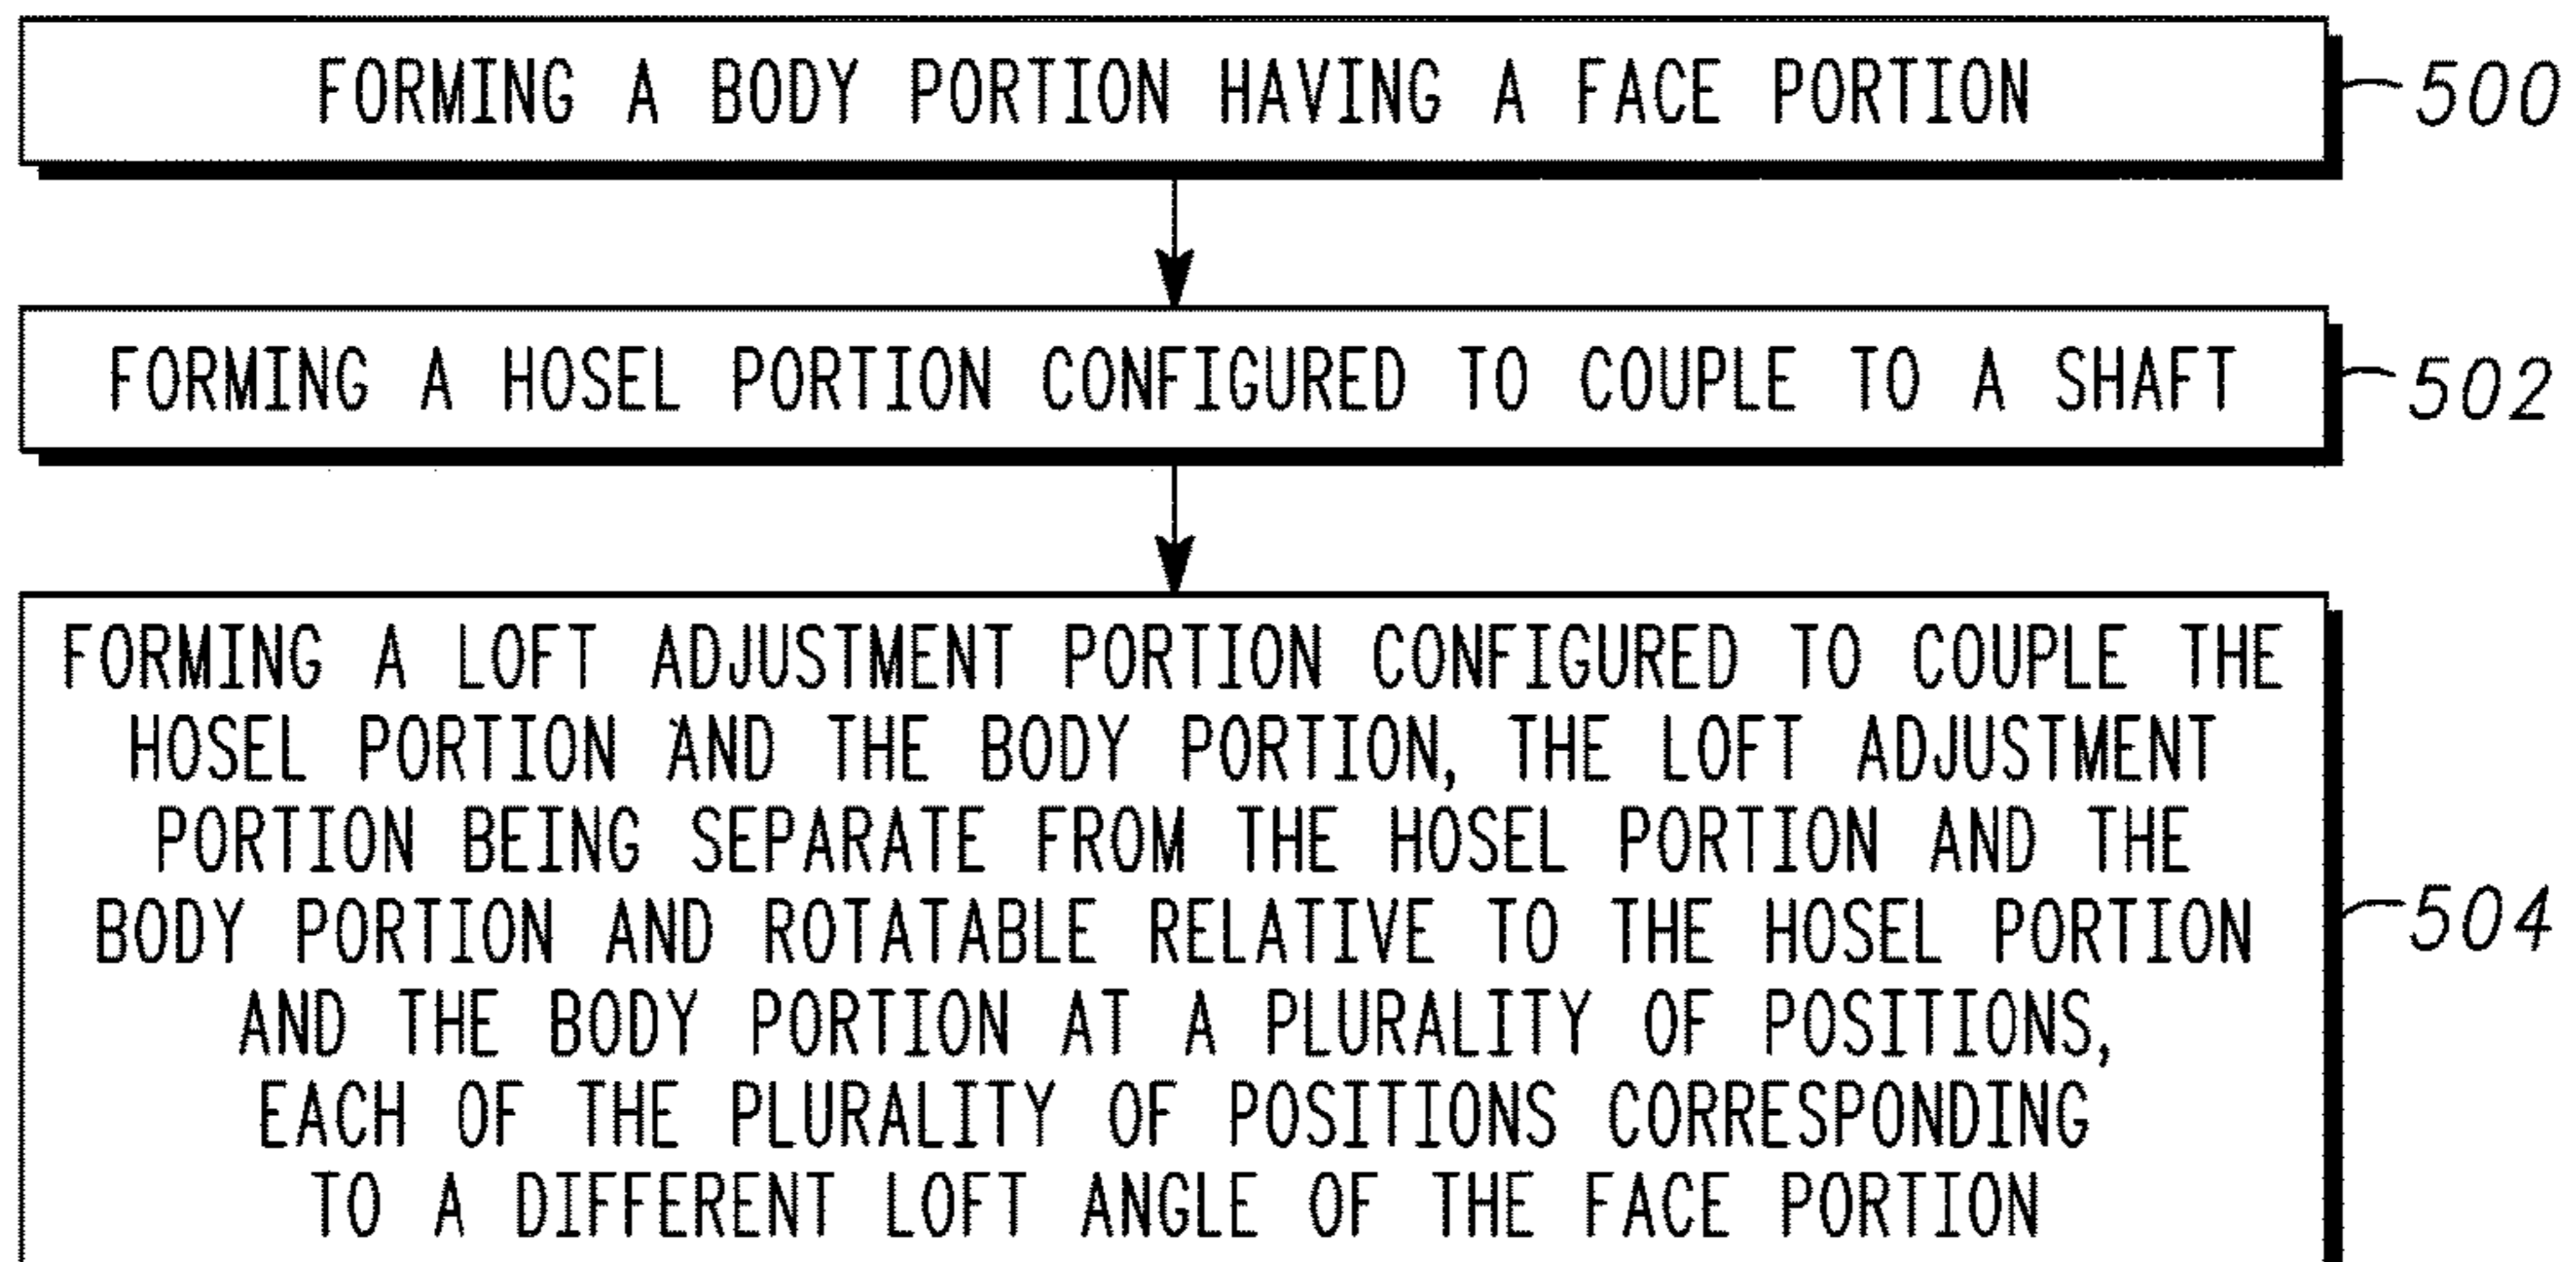 FORMING A BODY PORTION HAVING A FACE PORTION
500
FORMING A HOSEL PORTION CONFIGURED TO COUPLE TO A SHAFT
502
FORMING A LOFT ADJUSTMENT PORTION CONFIGURED TO COUPLE THE
HOSEL PORTION AND THE BODY PORTION, THE LOFT ADJUSTMENT
PORTION BEING SEPARATE FROM THE HOSEL PORTION AND THE
BODY PORTION AND ROTATABLE RELATIVE TO THE HOSEL PORTION
AND THE BODY PORTION AT A PLURALITY OF POSITIONS,
EACH OF THE PLURALITY OF POSITIONS CORRESPONDING
TO A DIFFERENT LOFT ANGLE OF THE FACE PORTION
504